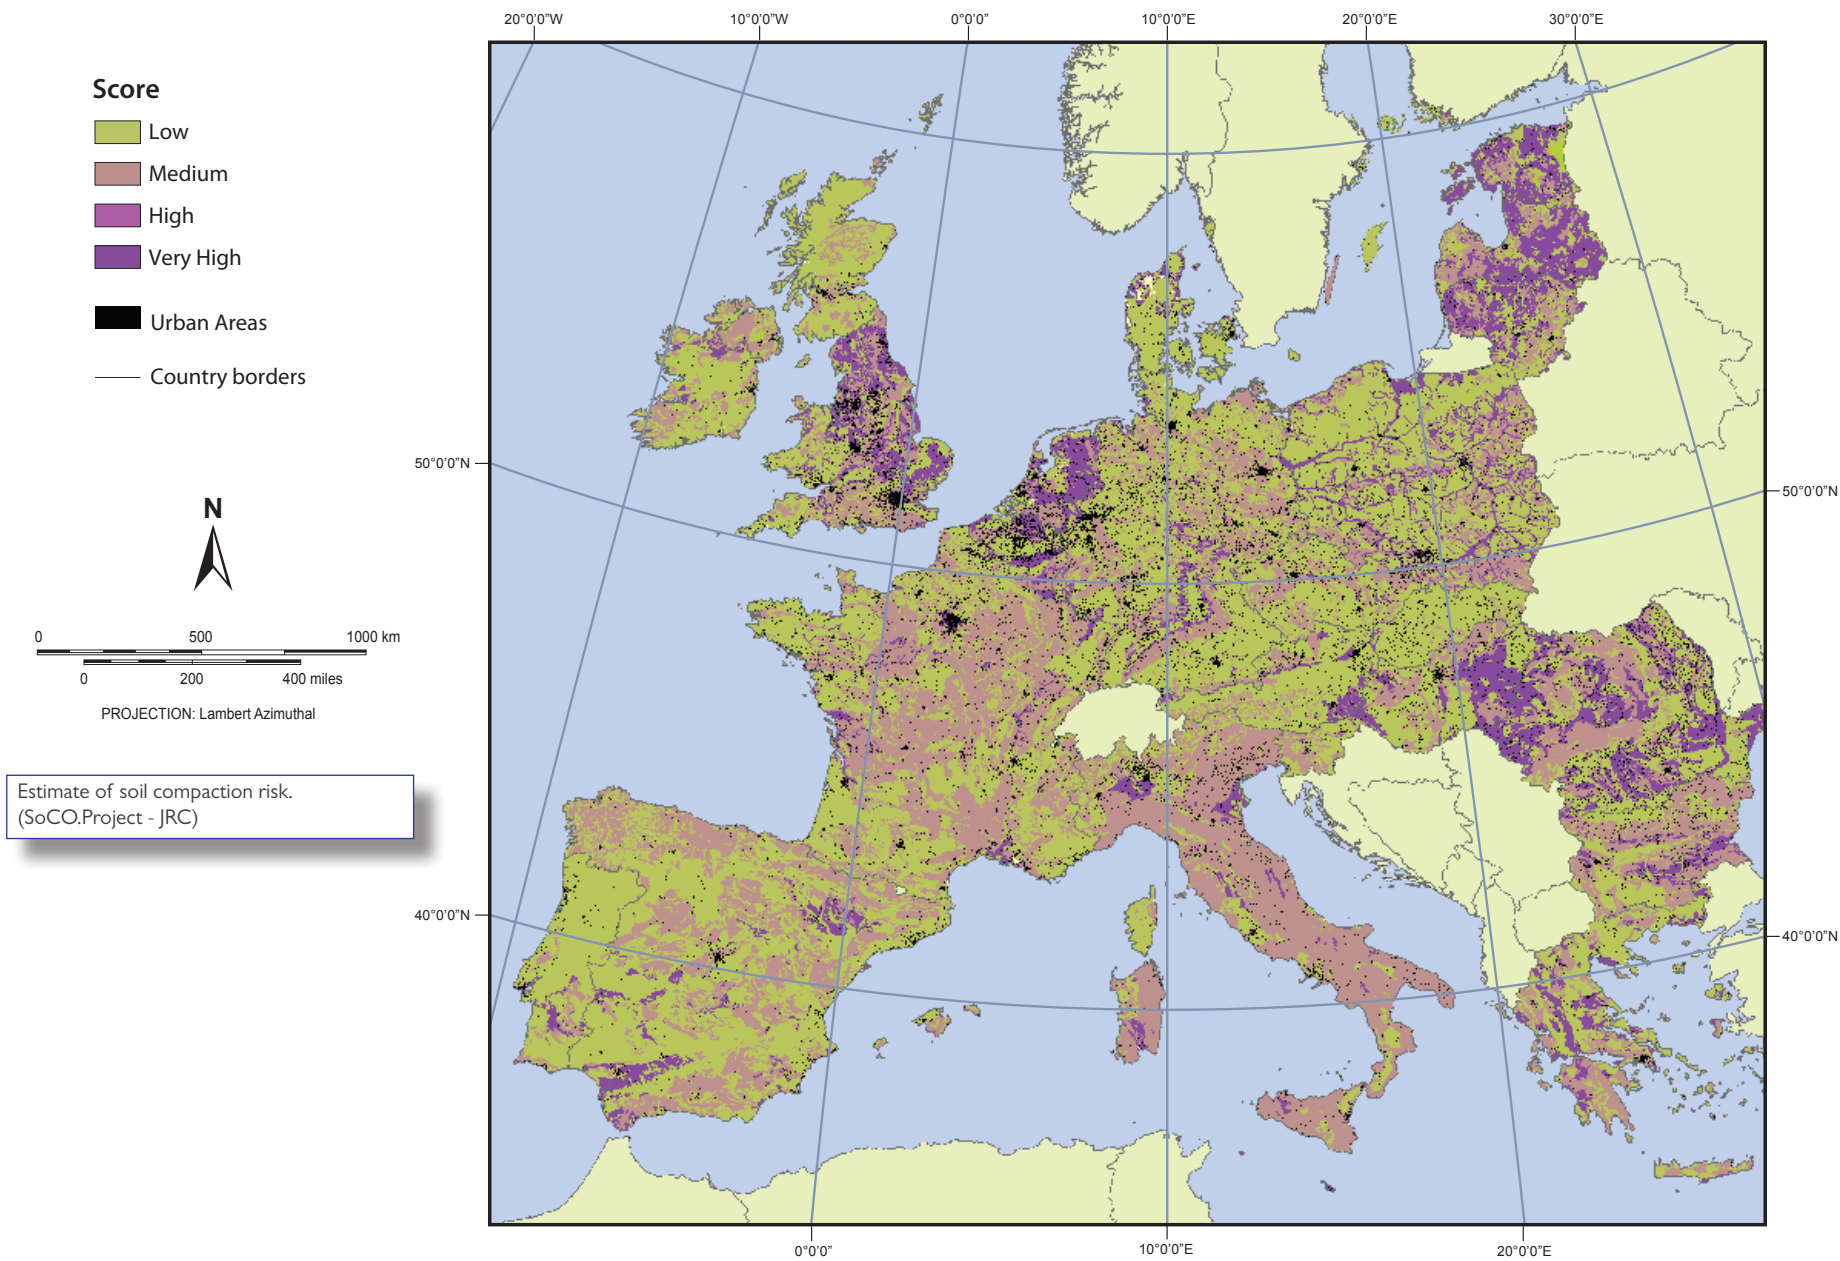 20°0'0"W
10°0'0"W
0°0'0"
10°0'0"E
20°0'0"E
30°0'0"E
Score
Low
Medium
High
Very High
Urban Areas
Country borders
50°0'0"N
50°0'0"N
N
0 500 1000 km
0 200 400 miles
PROJECTION: Lambert Azimuthal
Estimate of soil compaction risk.
(SoCO.Project - JRC)
40°0'0"N
40°0'0"N
0°0'0"
10°0'0"E
20°0'0"E